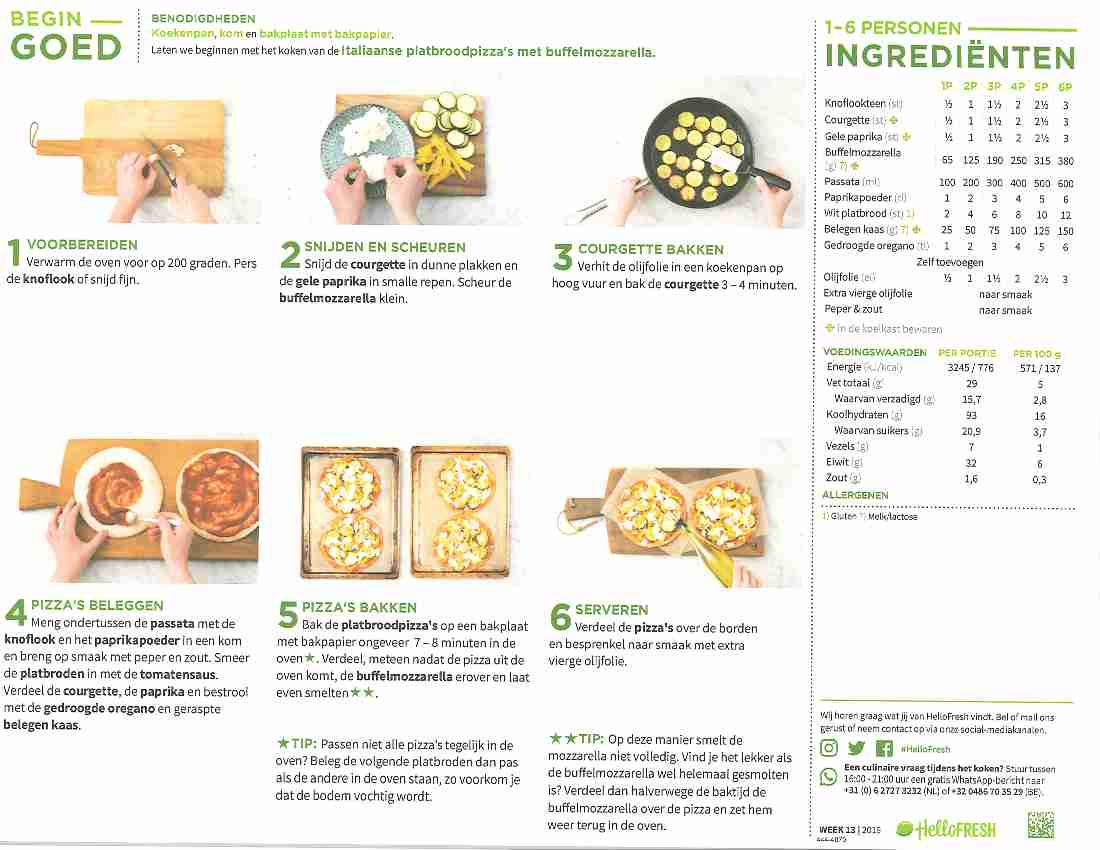 BEGIN
GOED
BENODIGDHEDEN
Koekenpan, kom en bakplaat met bakpapier.
Laten we beginnen met het koken van de Italiaanse platbroodpizza's met buffelmozzarella.
1 VOORBEREIDEN
Verwarm de oven voor op 200 graden. Pers
de knoflook of snijd fijn.
2 SNIJDEN EN SCHEUREN
Snijd de courgette in dunne plakken en
de gele paprika in smalle repen. Scheur de
buffelmozzarella klein.
3 COURGETTE BAKKEN
Verhit de olijfolie in een koekenpan op
hoog vuur en bak de courgette 3 – 4 minuten.
4 PIZZA'S BELEGGEN
Meng ondertussen de passata met de
knoflook en het paprikapoeder in een kom
en breng op smaak met peper en zout. Smeer
de platbroden in met de tomatensaus.
Verdeel de courgette, de paprika en bestrooi
met de gedroogde oregano en geraspte
belegen kaas.
5 PIZZA'S BAKKEN
Bak de platbroodpizza's op een bakplaat
met bakpapier ongeveer 7 – 8 minuten in de
oven★. Verdeel, meteen nadat de pizza uit de
oven komt, de buffelmozzarella erover en laat
even smelten★★.
★TIP: Passen niet alle pizza's tegelijk in de
oven? Beleg de volgende platbroden dan pas
als de andere in de oven staan, zo voorkom je
dat de bodem vochtig wordt.
6 SERVEREN
Verdeel de pizza's over de borden
en besprenkel naar smaak met extra
vierge olijfolie.
★★TIP: Op deze manier smelt de
mozzarella niet volledig. Vind je het lekker als
de buffelmozzarella wel helemaal gesmolten
is? Verdeel dan halverwege de baktijd de
buffelmozzarella over de pizza en zet hem
weer terug in de oven.
1–6 PERSONEN
INGREDIËNTEN
1P 2P 3P 4P 5P 6P
Knoflookteen (st) ½ 1 1½ 2 2½ 3
Courgette (st) ½ 1 1½ 2 2½ 3
Gele paprika (st) ½ 1 1½ 2 2½ 3
Buffelmozzarella
(g) 7) 65 125 190 250 315 380
Passata (ml) 100 200 300 400 500 600
Paprikapoeder (tl) 1 2 3 4 5 6
Wit platbrood (st) 1) 2 4 6 8 10 12
Belegen kaas (g) 7) 25 50 75 100 125 150
Gedroogde oregano (tl) 1 2 3 4 5 6
Zelf toevoegen
Olijfolie (el) ½ 1 1½ 2 2½ 3
Extra vierge olijfolie naar smaak
Peper & zout naar smaak
In de koelkast bewaren
VOEDINGSWAARDEN PER PORTIE PER 100 g
Energie (kJ/kcal) 3245 / 776 571 / 137
Vet totaal (g) 29 5
Waarvan verzadigd (g) 15,7 2,8
Koolhydraten (g) 93 16
Waarvan suikers (g) 20,9 3,7
Vezels (g) 7 1
Eiwit (g) 32 6
Zout (g) 1,6 0,3
ALLERGENEN
1) Gluten 7) Melk/lactose
Wij horen graag wat jij van HelloFresh vindt. Bel of mail ons
gerust of neem contact op via onze social-mediakanalen.
#HelloFresh
Een culinaire vraag tijdens het koken? Stuur tussen
16:00 - 21:00 uur een gratis WhatsApp-bericht naar
+31 (0) 6 2727 3232 (NL) of +32 0486 70 35 29 (BE).
WEEK 13 | 2019
HelloFRESH